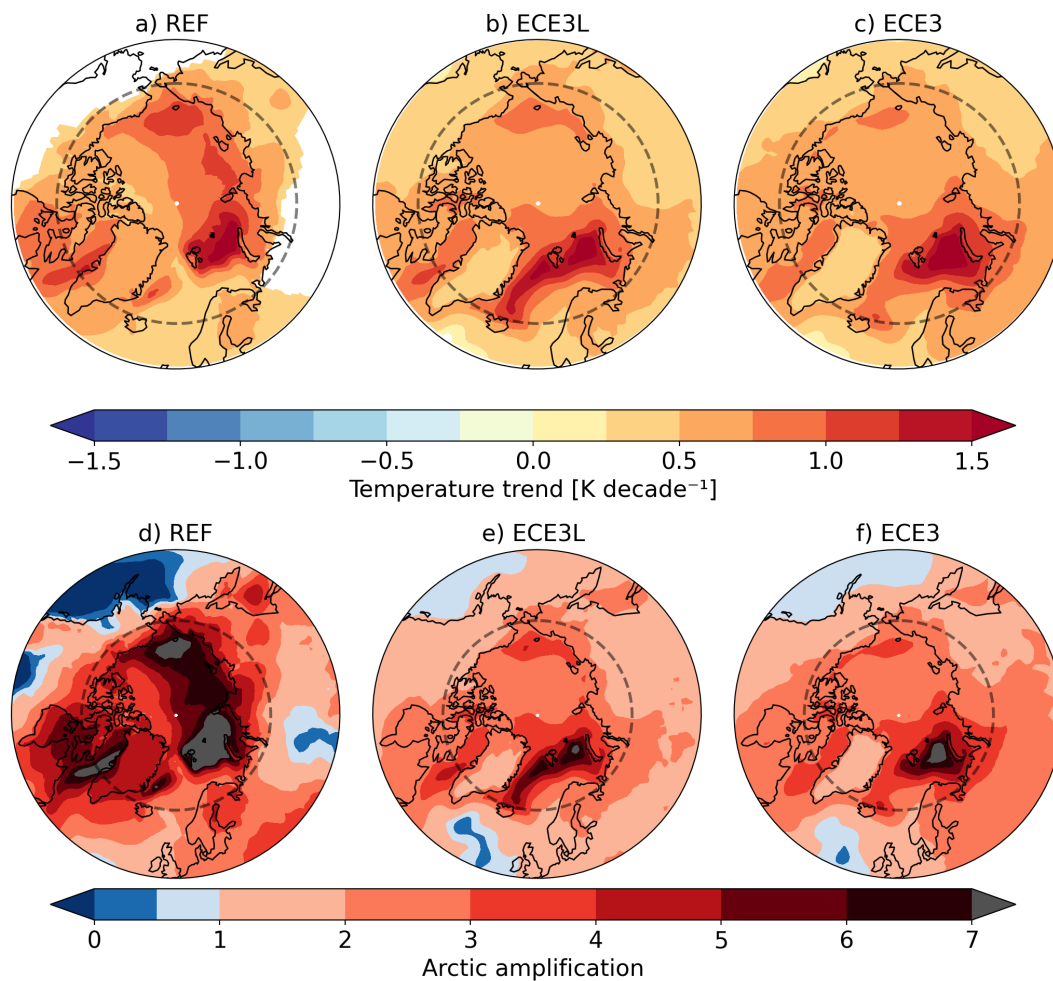 a) REF
b) ECE3L
c) ECE3
−1.5 −1.0 −0.5 0.0 0.5 1.0 1.5
Temperature trend [K decade⁻¹]
d) REF
e) ECE3L
f) ECE3
0 1 2 3 4 5 6 7
Arctic amplification